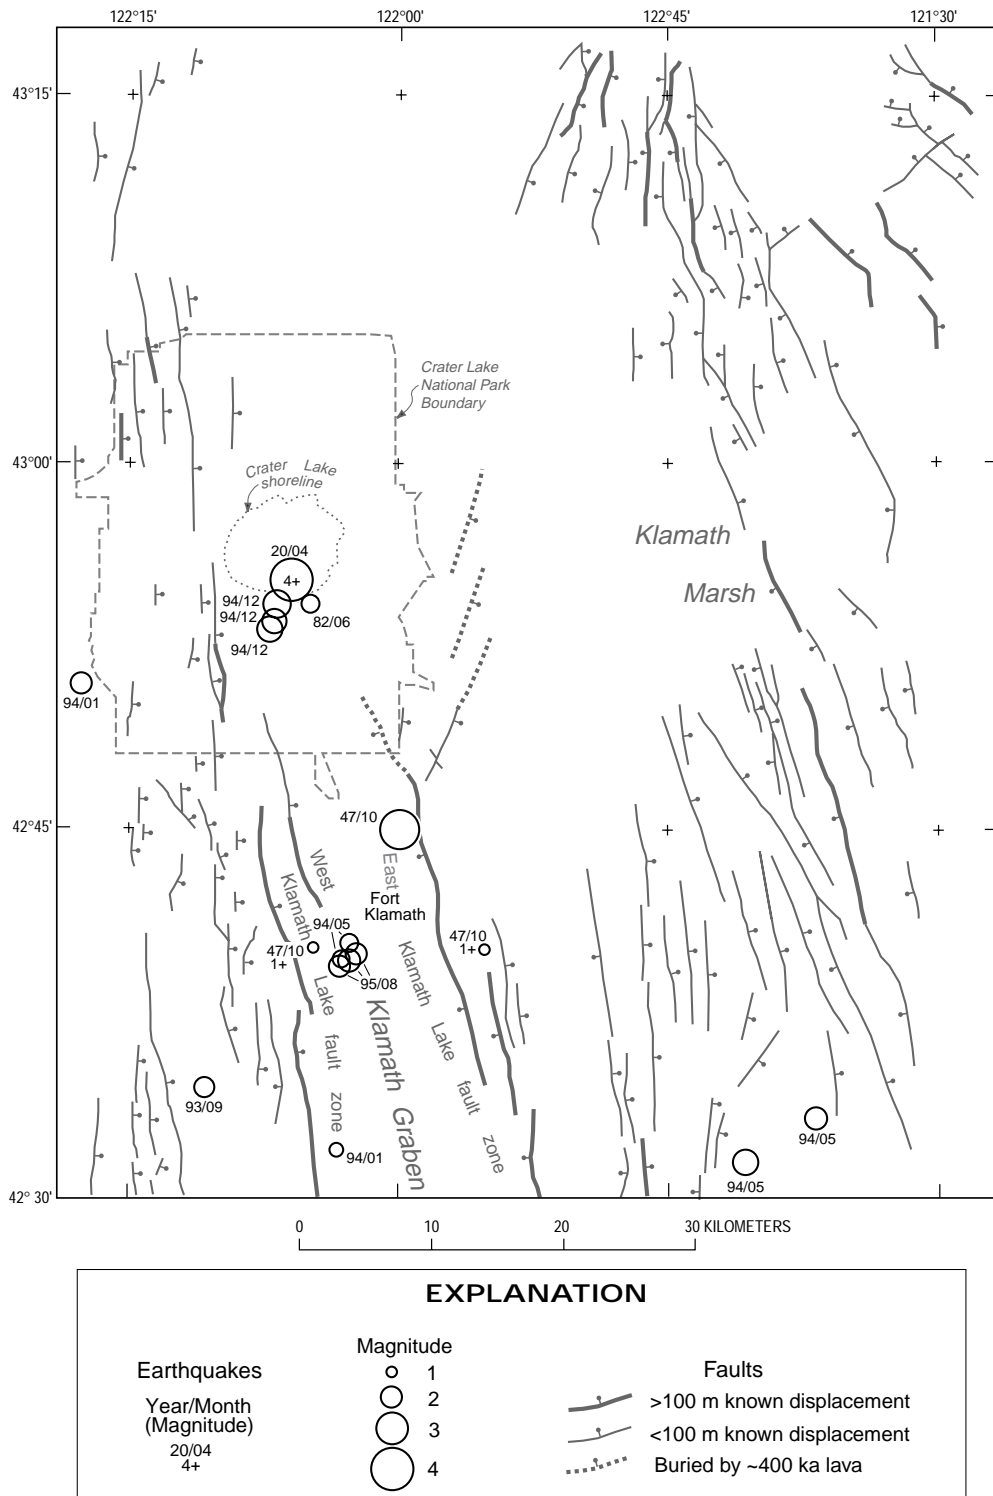 122°15'
122°00'
122°45'
121°30'
43°15'
Crater Lake
National Park
Boundary
43°00'
Crater Lake
shoreline
Klamath
Marsh
20/04
4+
94/12
94/12
94/12
82/06
94/01
42°45'
47/10
West
Klamath
Lake
fault
zone
East
Klamath
Lake
fault
zone
Fort
Klamath
94/05
47/10
1+
47/10
1+
95/08
Klamath Graben
93/09
94/01
94/05
94/05
42° 30'
0 10 20 30 KILOMETERS
EXPLANATION
Earthquakes
Year/Month
(Magnitude)
20/04
4+
Magnitude
1
2
3
4
Faults
>100 m known displacement
<100 m known displacement
Buried by ~400 ka lava